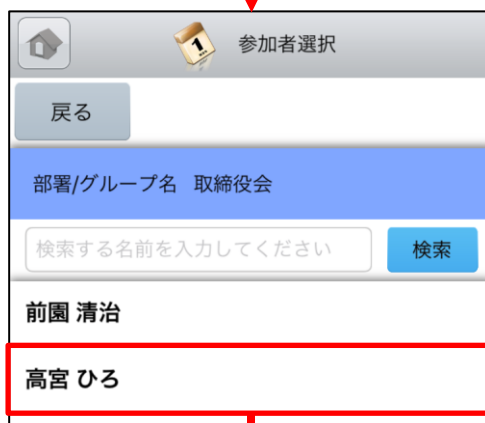 1
参加者選択
戻る
部署/グループ名 取締役会
検索する名前を入力してください 検索
前園 清治
高宮 ひろ